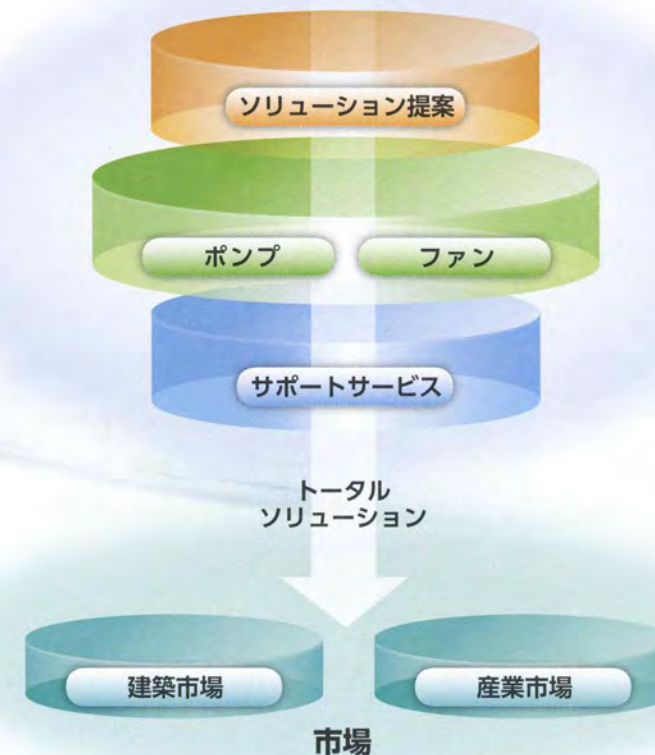 ソリューション提案
ポンプ
ファン
サポートサービス
トータル
ソリューション
建築市場
産業市場
市場